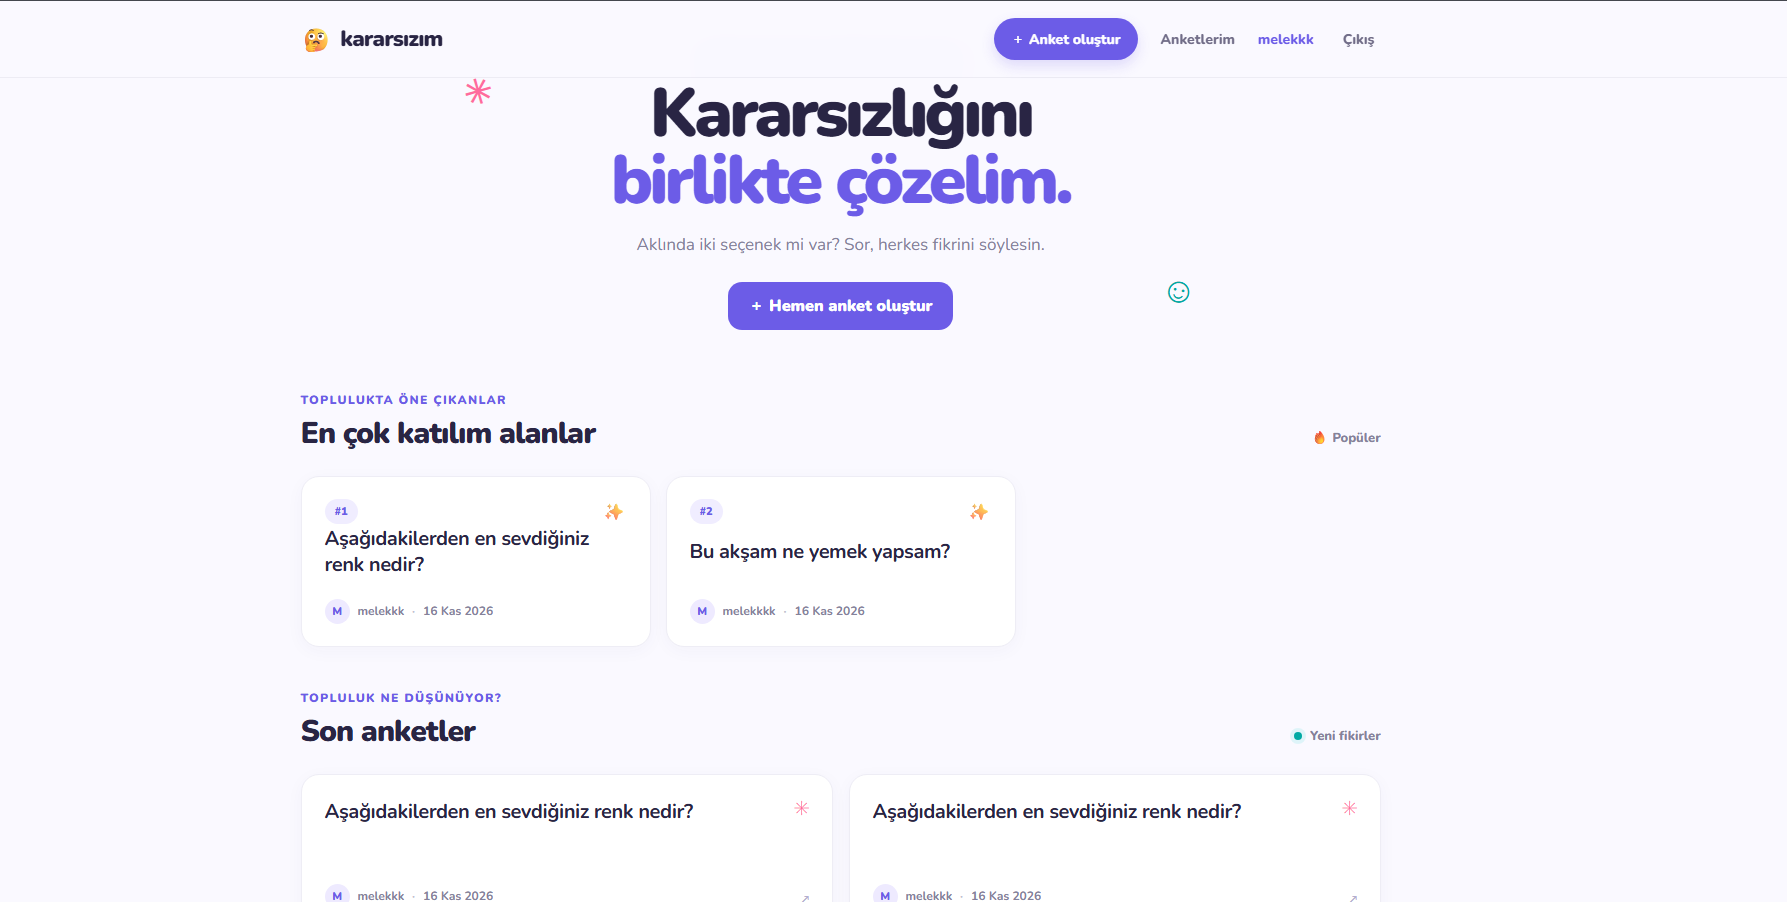 kararsızım
+ Anket oluştur
Anketlerim
melekkk
Çıkış
Kararsızlığını
birlikte çözelim.
Aklında iki seçenek mi var? Sor, herkes fikrini söylesin.
+ Hemen anket oluştur
TOPLULUKTA ÖNE ÇIKANLAR
En çok katılım alanlar
Popüler
#1
Aşağıdakilerden en sevdiğiniz
renk nedir?
M melekkk · 16 Kas 2026
#2
Bu akşam ne yemek yapsam?
M melekkkk · 16 Kas 2026
TOPLULUK NE DÜŞÜNÜYOR?
Son anketler
Yeni fikirler
Aşağıdakilerden en sevdiğiniz renk nedir?
M melekkk · 16 Kas 2026
Aşağıdakilerden en sevdiğiniz renk nedir?
M melekkk · 16 Kas 2026